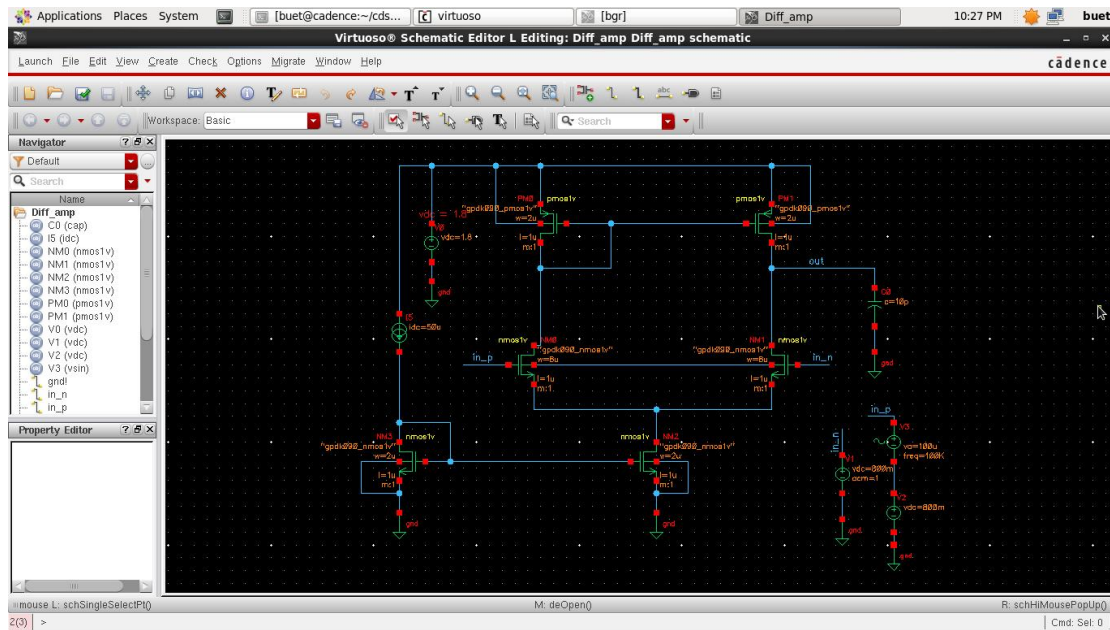 Applications Places System [buet@cadence:~/cds... virtuoso [bgr] Diff_amp 10:27 PM buet
Virtuoso® Schematic Editor L Editing: Diff_amp Diff_amp schematic
Launch File Edit View Create Check Options Migrate Window Help cādence
Workspace: Basic Search
Navigator
Default
Search
Name
Diff_amp
C0 (cap)
I5 (idc)
NM0 (nmos1v)
NM1 (nmos1v)
NM2 (nmos1v)
NM3 (nmos1v)
PM0 (pmos1v)
PM1 (pmos1v)
V0 (vdc)
V1 (vdc)
V2 (vdc)
V3 (vsin)
gnd!
in_n
in_p
Property Editor
PM0 pmos1v
"gpdk090_pmos1v"
w=2u
l=1u
m:1
pmos1v PM1
"gpdk090_pmos1v"
w=2u
l=1u
m:1
vdc = '1.8'
V0
vdc=1.8
gnd
out
C0
c=10p
gnd
I5
idc=50u
nmos1v NM0
"gpdk090_nmos1v"
w=8u
l=1u
m:1
in_p
NM1 nmos1v
"gpdk090_nmos1v"
w=8u
l=1u
m:1
in_n
NM3 nmos1v
"gpdk090_nmos1v"
w=2u
l=1u
m:1
gnd
nmos1v NM2
"gpdk090_nmos1v"
w=2u
l=1u
m:1
gnd
in_n
V1
vdc=800m
acm=1
gnd
in_p
V3
va=100u
freq=100K
V2
vdc=800m
gnd
mouse L: schSingleSelectPt() M: deOpen() R: schHiMousePopUp()
2(3) > Cmd: Sel: 0